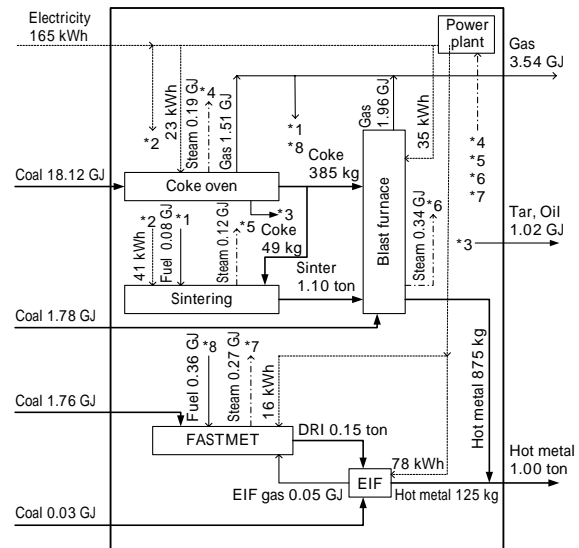 Electricity
165 kWh
Power
plant
Gas
3.54 GJ
*2
23 kWh
Steam 0.19 GJ
*4
Gas 1.51 GJ
*1
*8
Gas
1.96 GJ
35 kWh
*4
*5
*6
*7
Coal 18.12 GJ
Coke oven
Coke
385 kg
Blast furnace
*3
Coke
49 kg
*2
41 kWh
*1
Fuel 0.08 GJ
Steam 0.12 GJ
*5
Steam 0.34 GJ
*6
*3
Tar, Oil
1.02 GJ
Sintering
Sinter
1.10 ton
Coal 1.78 GJ
Hot metal 875 kg
Fuel 0.36 GJ
*8
Steam 0.27 GJ
*7
16 kWh
Coal 1.76 GJ
FASTMET
DRI 0.15 ton
78 kWh
EIF
EIF gas 0.05 GJ
Hot metal 125 kg
Hot metal
1.00 ton
Coal 0.03 GJ